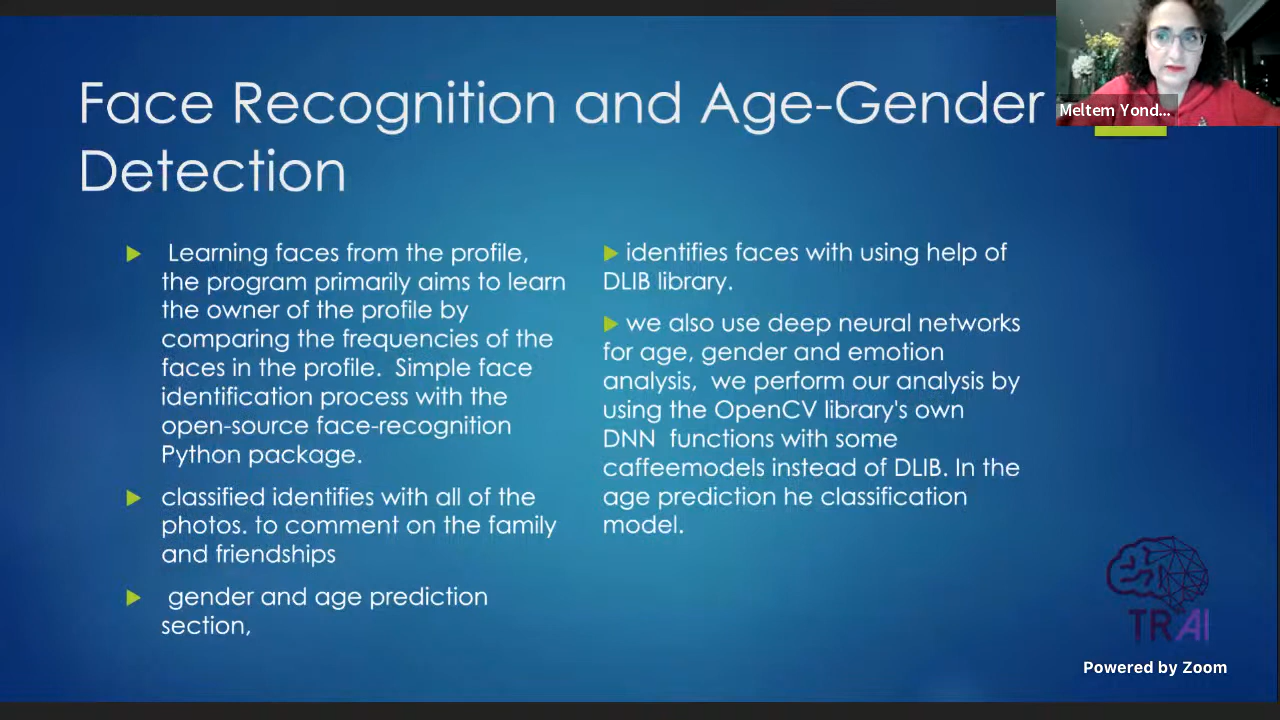 Face Recognition and Age-Gender
Detection
Meltem Yond...
Learning faces from the profile,
the program primarily aims to learn
the owner of the profile by
comparing the frequencies of the
faces in the profile. Simple face
identification process with the
open-source face-recognition
Python package.
classified identifies with all of the
photos. to comment on the family
and friendships
gender and age prediction
section,
identifies faces with using help of
DLIB library.
we also use deep neural networks
for age, gender and emotion
analysis, we perform our analysis by
using the OpenCV library's own
DNN functions with some
caffeemodels instead of DLIB. In the
age prediction he classification
model.
TRAI
Powered by Zoom